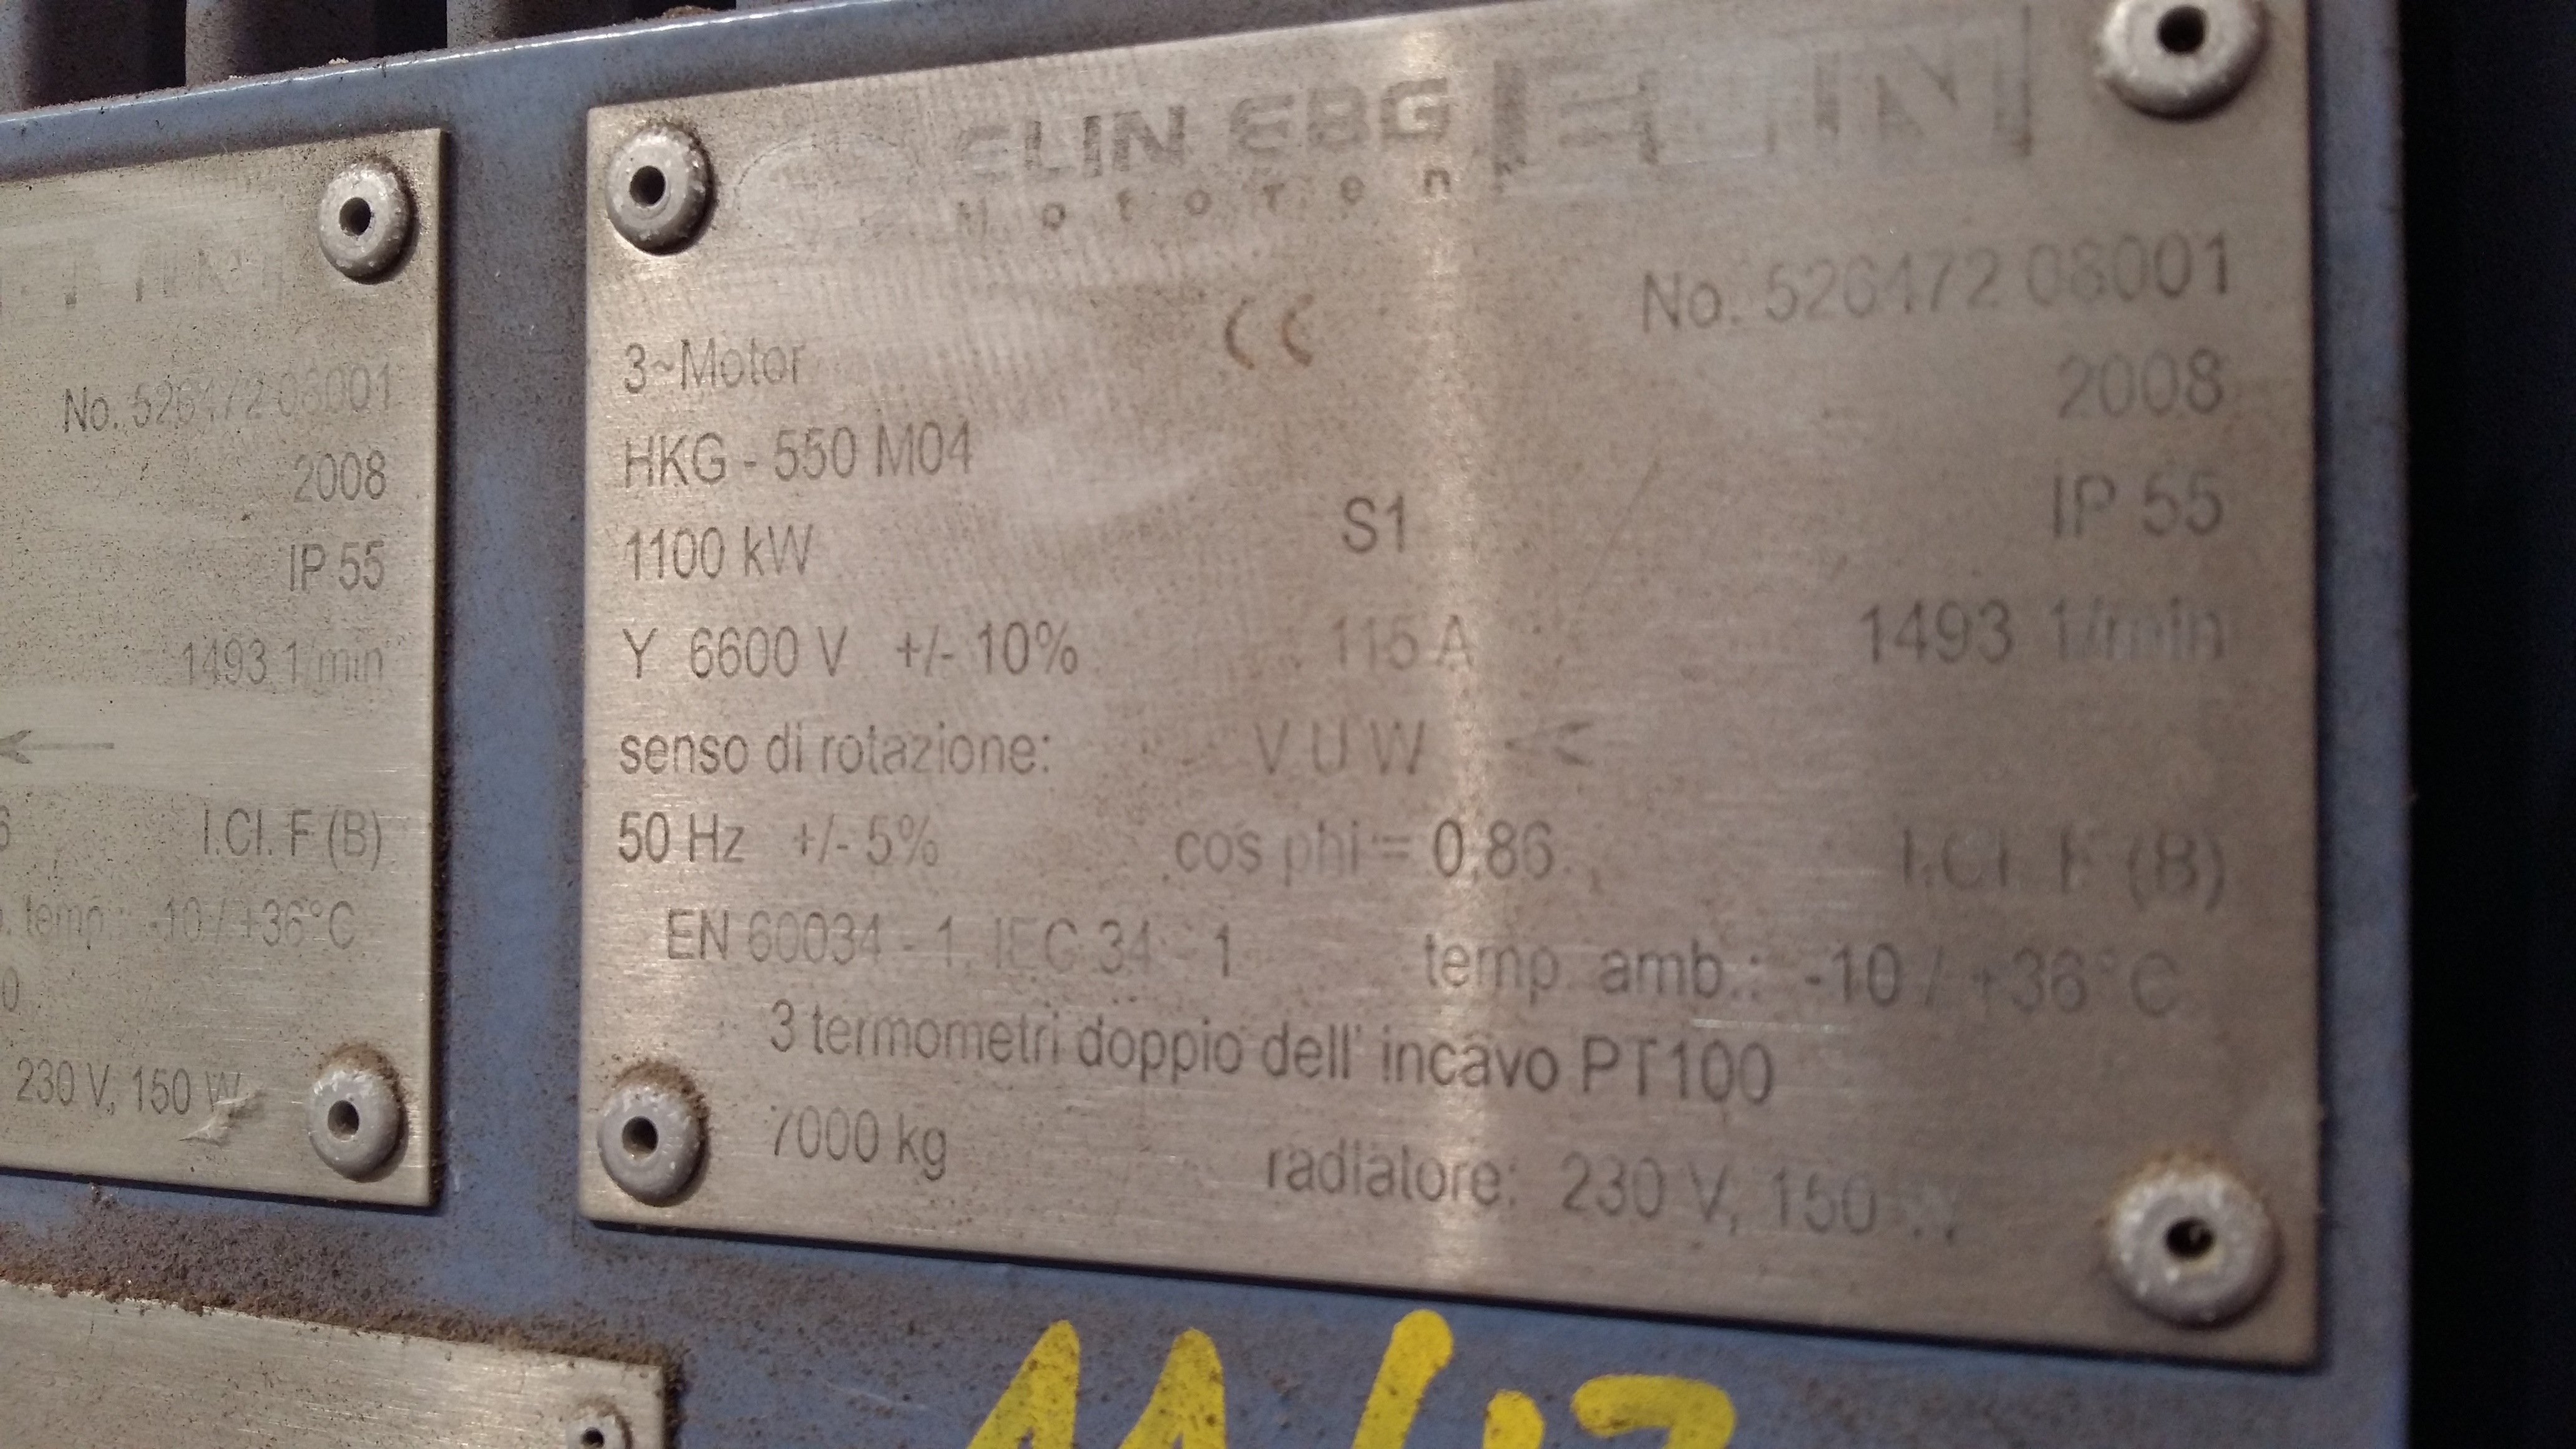 No. 526472 08001
2008
IP 55
1493 1/min
I.Cl. F (B)
temp.: -10 / +36°C
230 V, 150 W
ELIN EBG
Motoren
ELIN
No. 526472 08001
3~Motor
2008
HKG - 550 M04
IP 55
1100 kW S1
Y 6600 V +/- 10% 115 A 1493 1/min
senso di rotazione: V U W
50 Hz +/- 5% cos phi = 0,86 I.Cl. F (B)
EN 60034 - 1, IEC 34 - 1 temp. amb.: -10 / +36°C
3 termometri doppio dell' incavo PT100
7000 kg radiatore: 230 V, 150